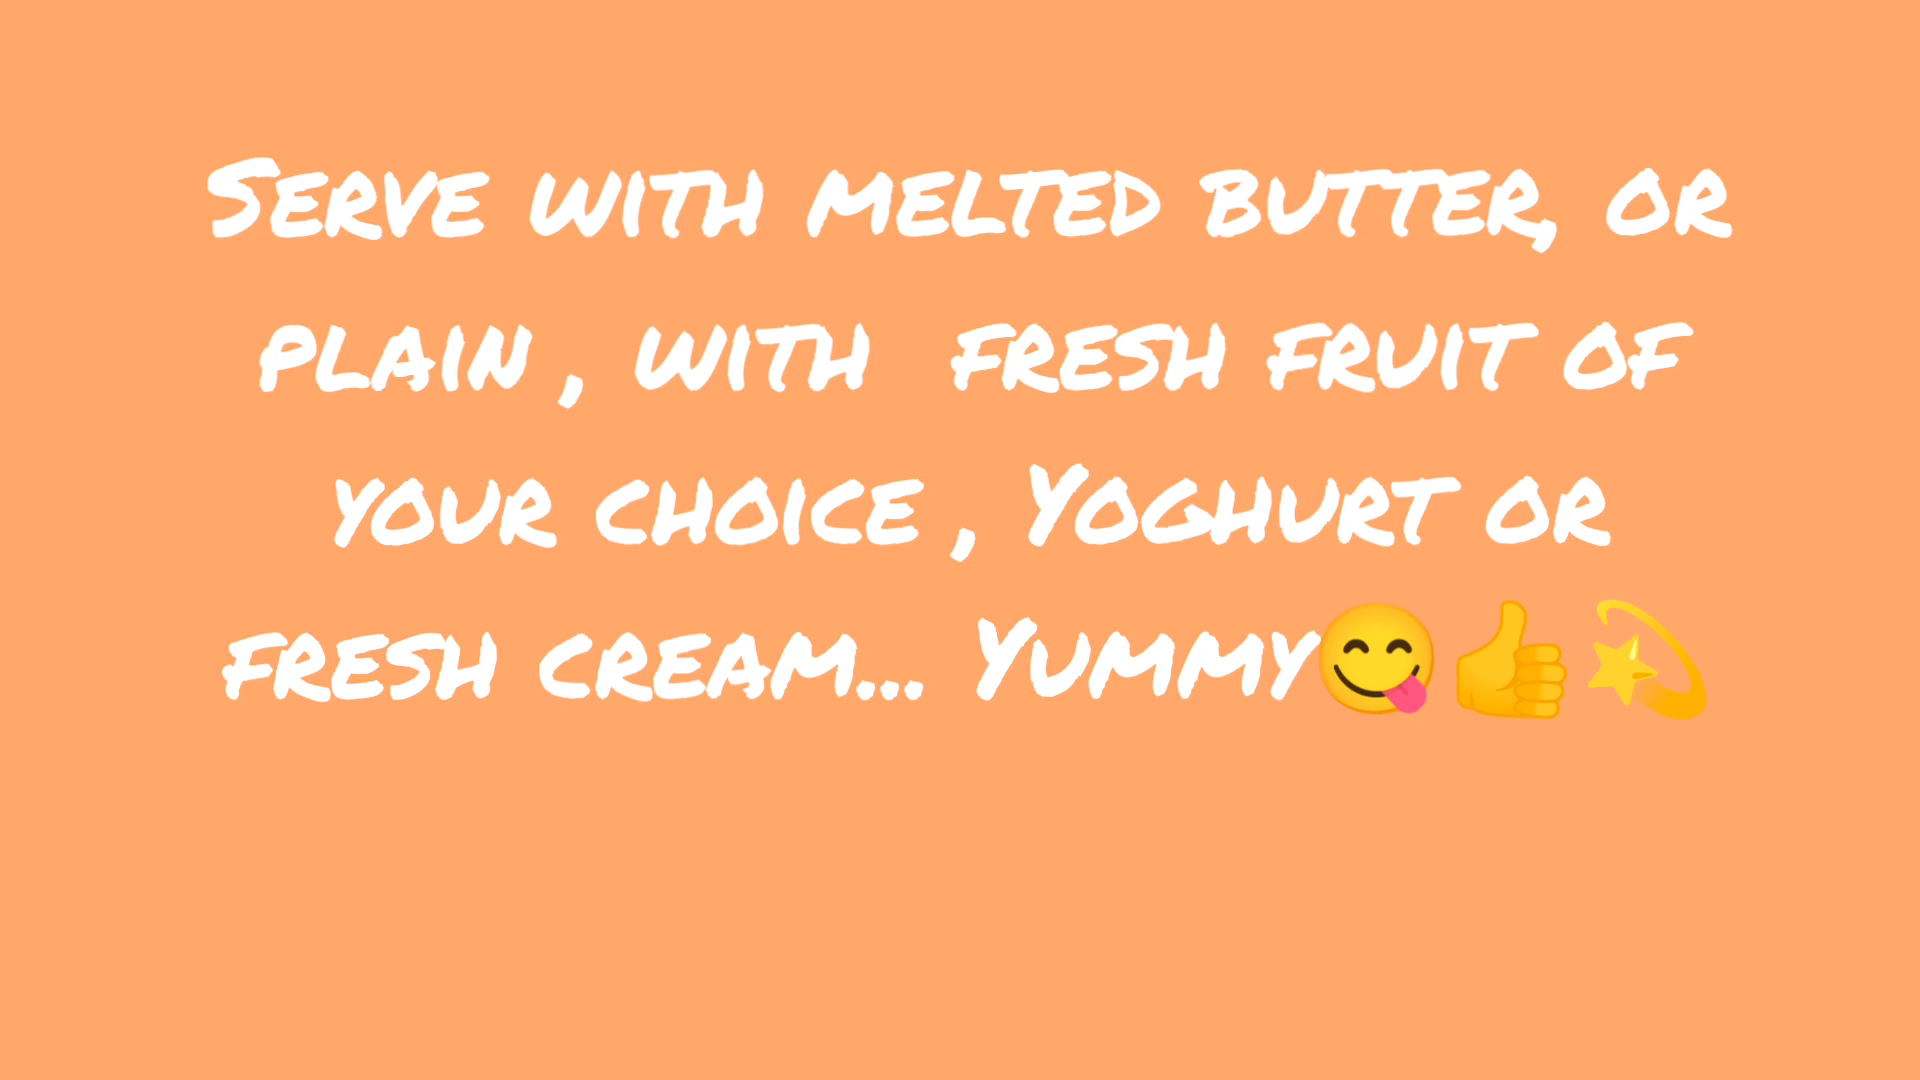 Serve with melted butter, or
plain , with  fresh fruit of
your choice , Yoghurt or
fresh cream... Yummy😋👍💫